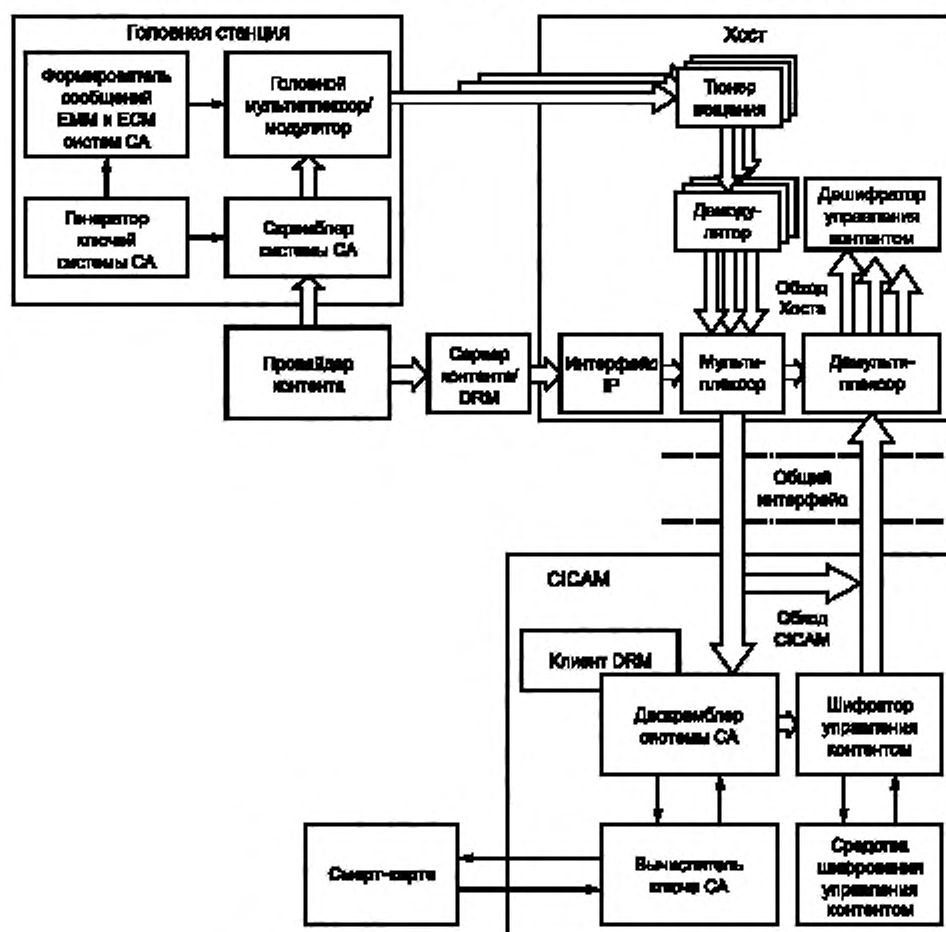 Головная станция
Формирователь
сообщений
EMM и ECM
систем CA
Головной
мультиплексор/
модулятор
Генератор
ключей
системы CA
Скремблер
системы CA
Провайдер
контента
Сервер
контента/
DRM
Хост
Тюнер
вещания
Демоду-
лятор
Дешифратор
управления
контентом
Обход
Хоста
Интерфейс
IP
Мульти-
плексор
Демульти-
плексор
Общий
интерфейс
CICAM
Обход
CICAM
Клиент DRM
Дескремблер
системы CA
Шифратор
управления
контентом
Смарт-карта
Вычислитель
ключа CA
Средства
шифрования
управления
контентом